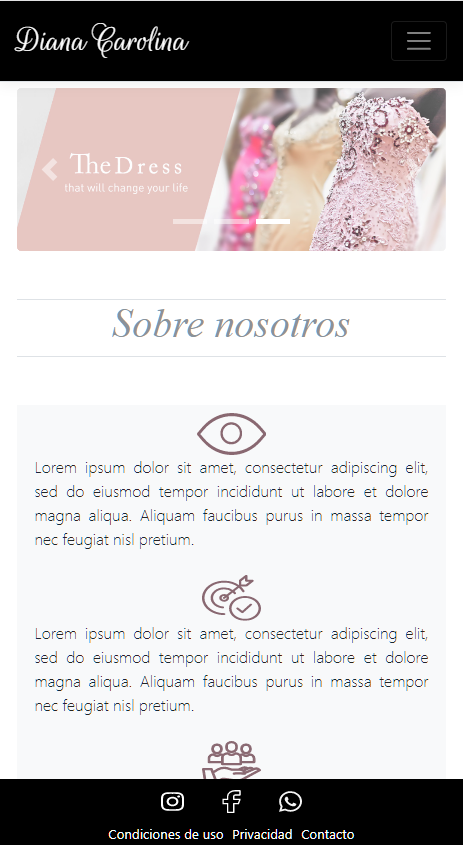 Diana Carolina
The Dress
that will change your life
Sobre nosotros
Lorem ipsum dolor sit amet, consectetur adipiscing elit,
sed do eiusmod tempor incididunt ut labore et dolore
magna aliqua. Aliquam faucibus purus in massa tempor
nec feugiat nisl pretium.
Lorem ipsum dolor sit amet, consectetur adipiscing elit,
sed do eiusmod tempor incididunt ut labore et dolore
magna aliqua. Aliquam faucibus purus in massa tempor
nec feugiat nisl pretium.
Condiciones de uso Privacidad Contacto